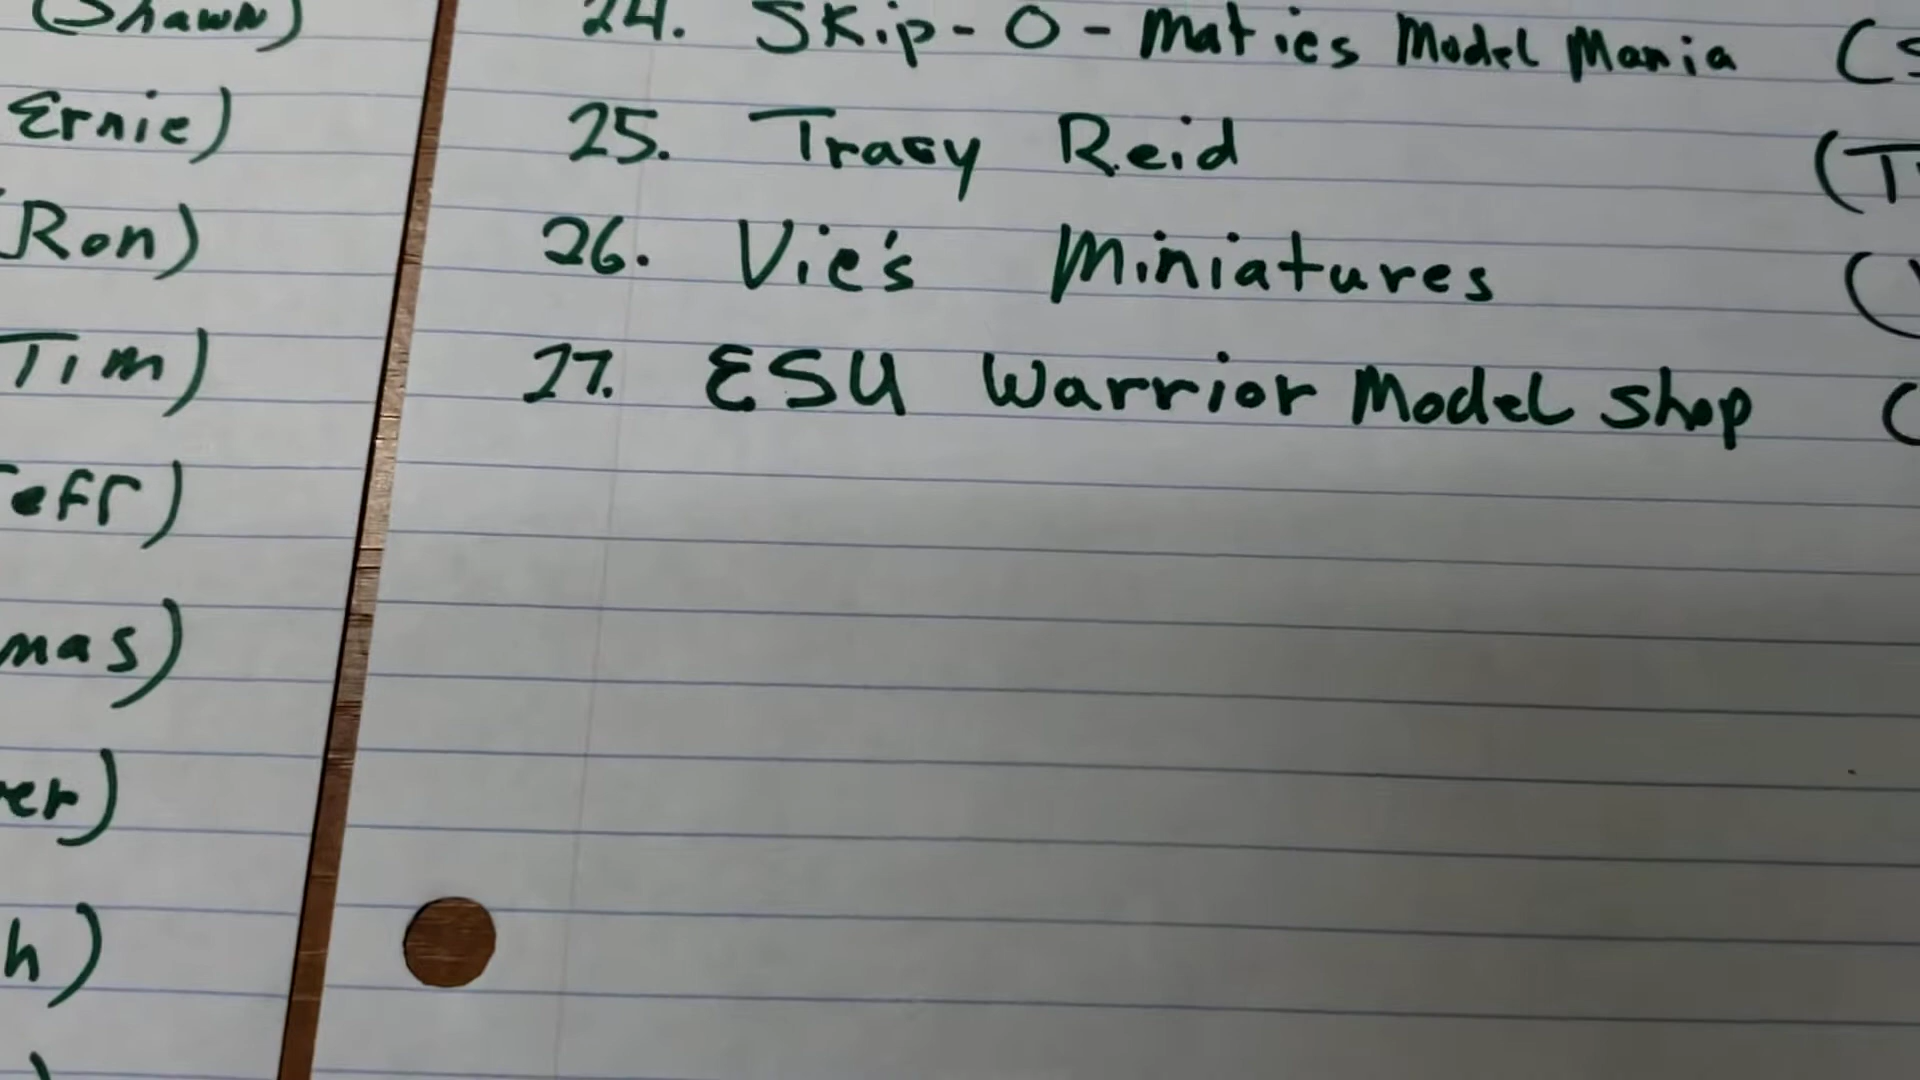 (Shawn)
Ernie)
Ron)
Tim)
eff)
mas)
er)
h)
24. Skip-O-Matics Model Mania (S
25. Tracy Reid (T
26. Vic's Miniatures (
27. ESU Warrior Model Shop (